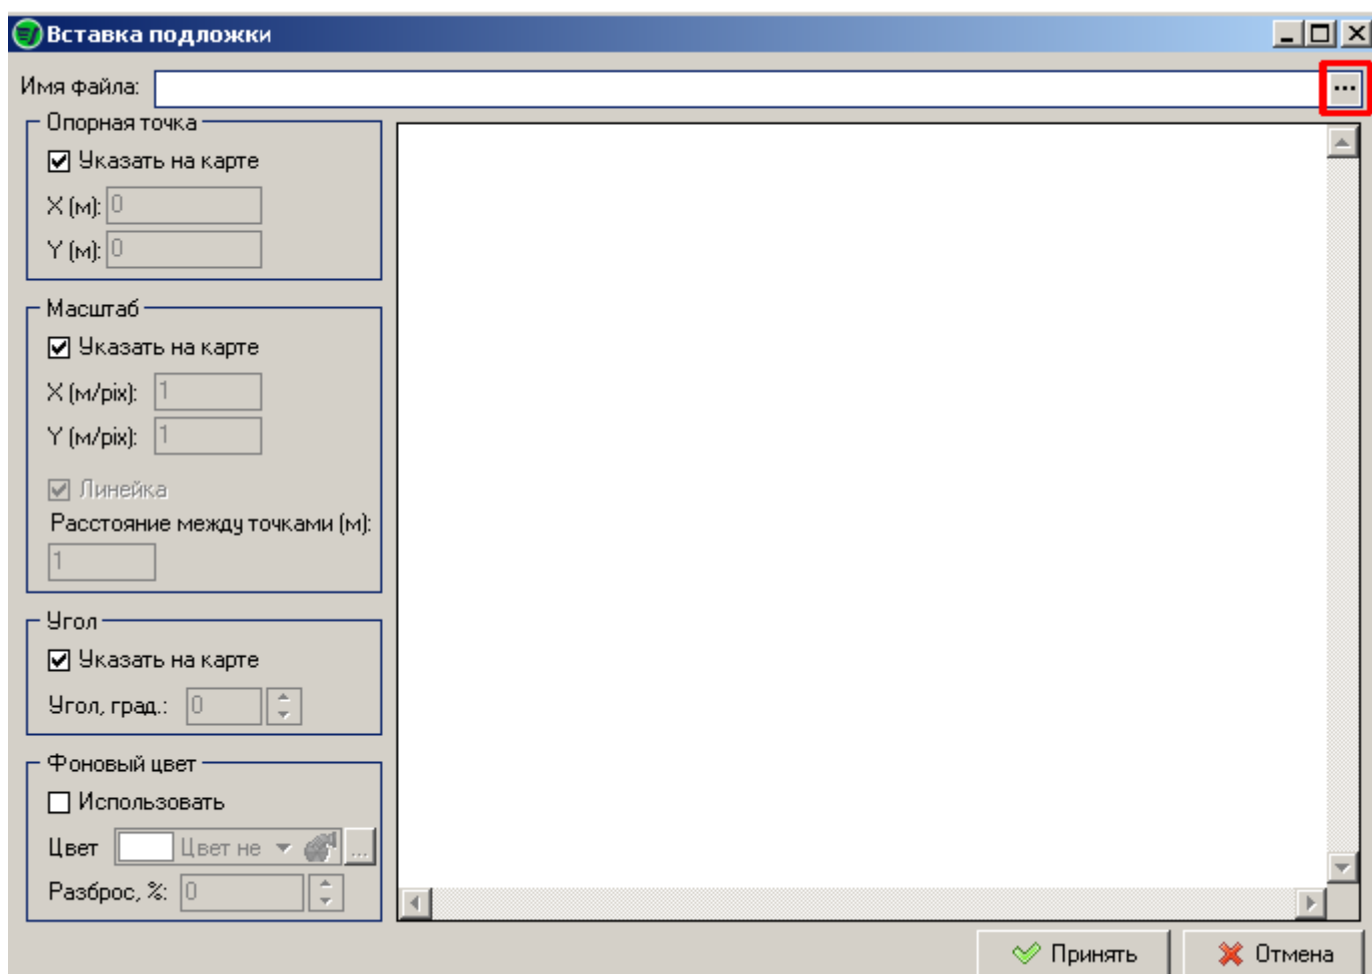 Вставка подложки
Имя файла:
...
Опорная точка
Указать на карте
X (м): 0
Y (м): 0
Масштаб
Указать на карте
X (м/pix): 1
Y (м/pix): 1
Линейка
Расстояние между точками (м):
1
Угол
Указать на карте
Угол, град.: 0
Фоновый цвет
Использовать
Цвет Цвет не ...
Разброс, %: 0
Принять Отмена